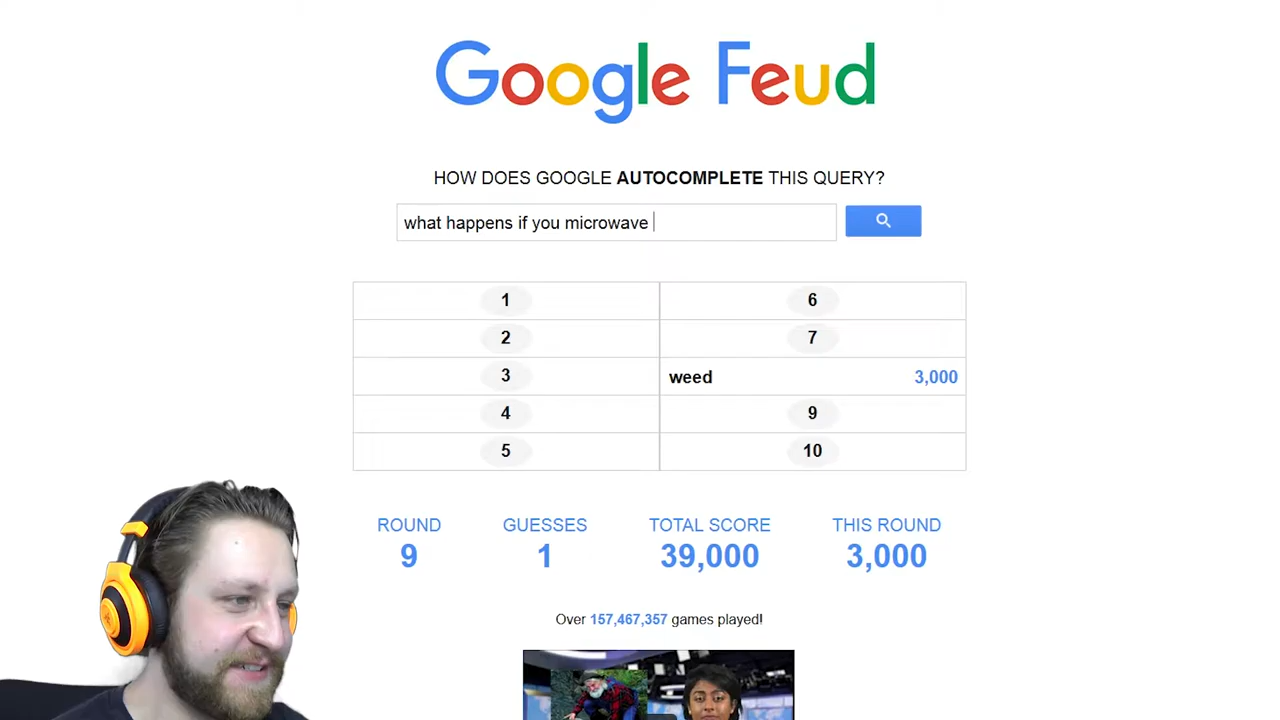 Google Feud
HOW DOES GOOGLE AUTOCOMPLETE THIS QUERY?
what happens if you microwave
1
6
2
7
3
weed 3,000
4
9
5
10
ROUND
GUESSES
TOTAL SCORE
THIS ROUND
9
1
39,000
3,000
Over 157,467,357 games played!